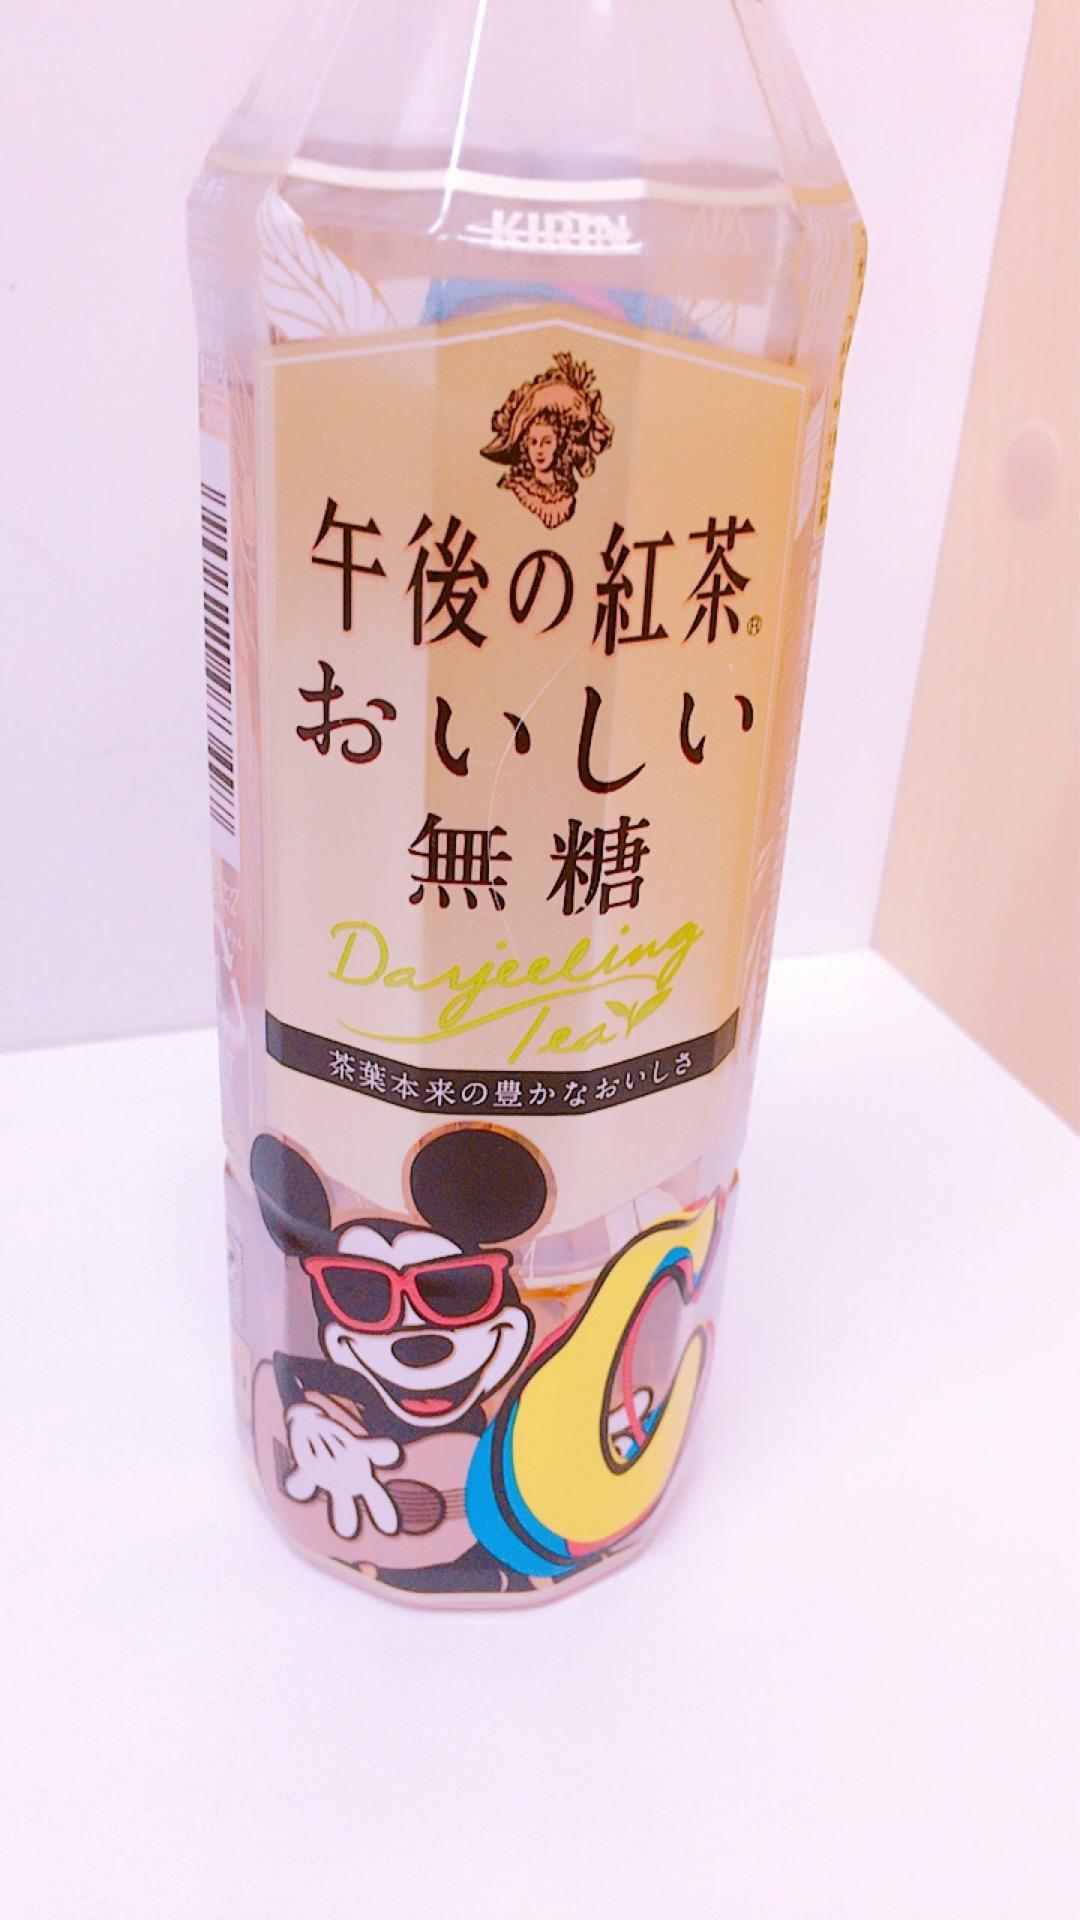 KIRIN
午後の紅茶®
おいしい
無糖
Darjeeling
Tea
茶葉本来の豊かなおいしさ
C